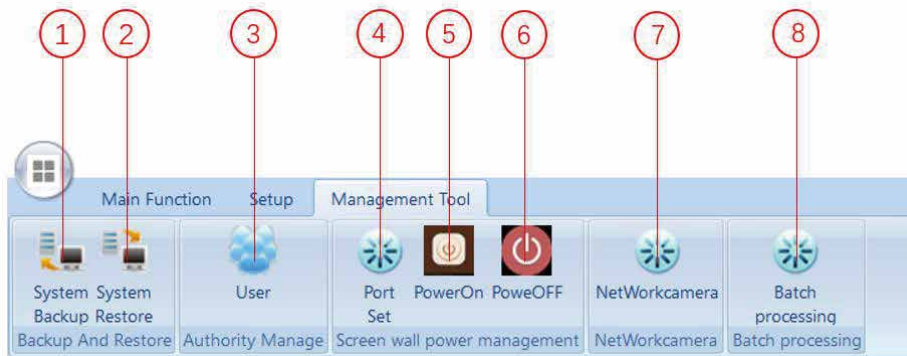 1 2 3 4 5 6 7 8
Main Function Setup Management Tool
System System User Port PowerOn PoweOFF NetWorkcamera Batch
Backup Restore Set processing
Backup And Restore Authority Manage Screen wall power management NetWorkcamera Batch processing